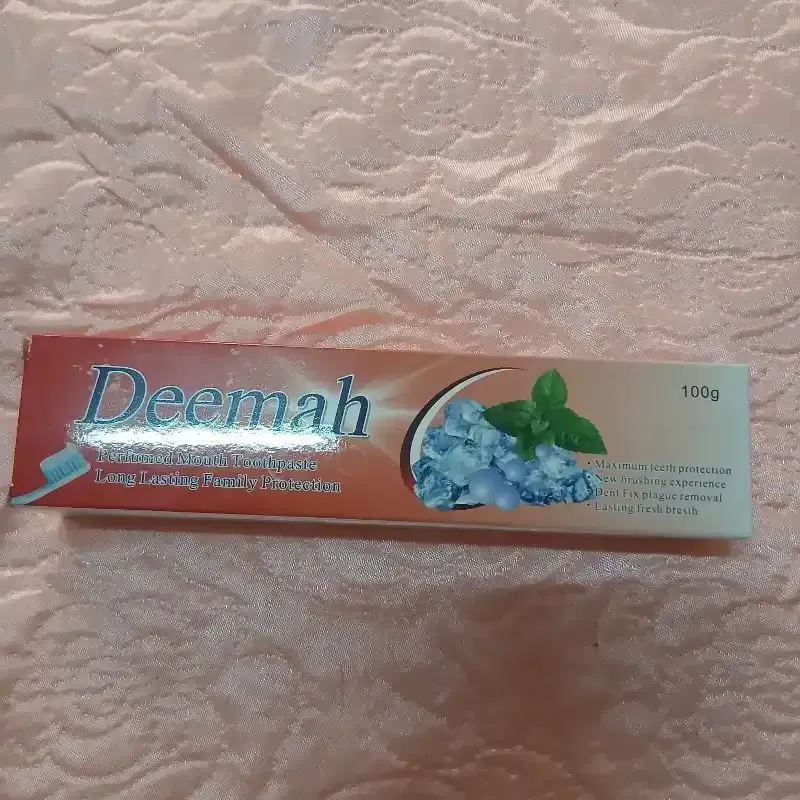 Deemah
Perfumed Mouth Toothpaste
Long Lasting Family Protection
100g
· Maximum teeth protection
· New brushing experience
· Dent Fix plague removal
· Lasting fresh bresth